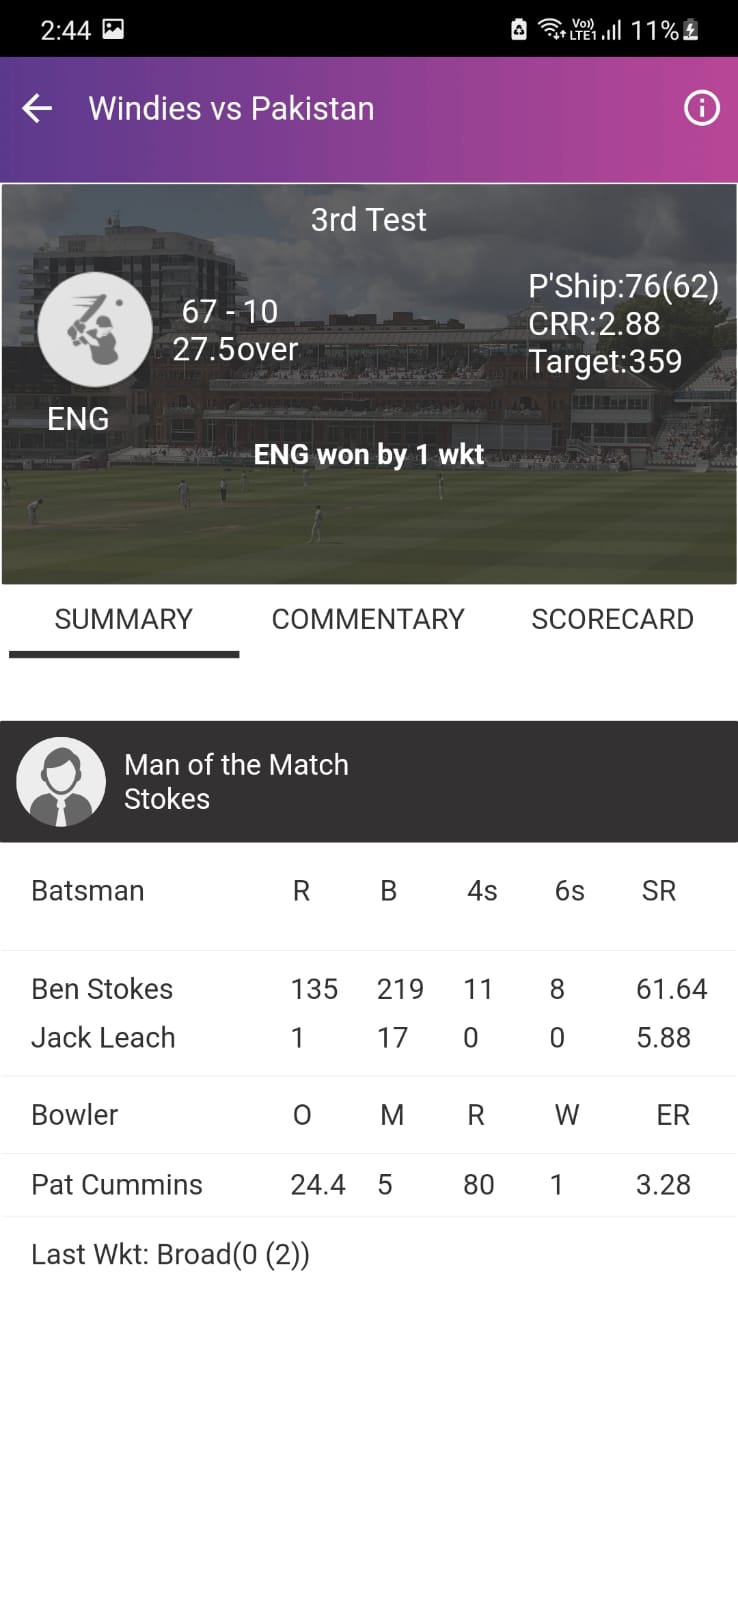 2:44 Vo)) LTE1 11%
Windies vs Pakistan
3rd Test
67 - 10
27.5over
ENG
P'Ship:76(62)
CRR:2.88
Target:359
ENG won by 1 wkt
SUMMARY COMMENTARY SCORECARD
Man of the Match
Stokes
Batsman R B 4s 6s SR
Ben Stokes 135 219 11 8 61.64
Jack Leach 1 17 0 0 5.88
Bowler O M R W ER
Pat Cummins 24.4 5 80 1 3.28
Last Wkt: Broad(0 (2))